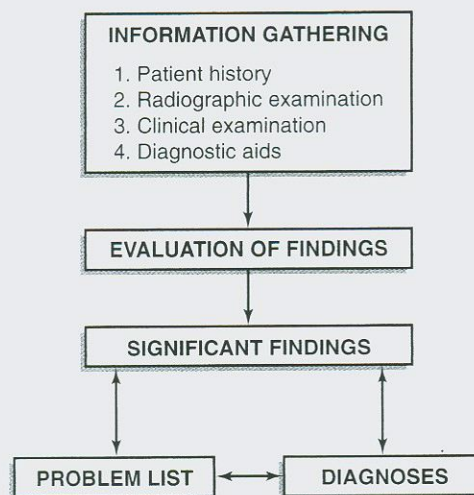 INFORMATION GATHERING
1. Patient history
2. Radiographic examination
3. Clinical examination
4. Diagnostic aids
EVALUATION OF FINDINGS
SIGNIFICANT FINDINGS
PROBLEM LIST
DIAGNOSES